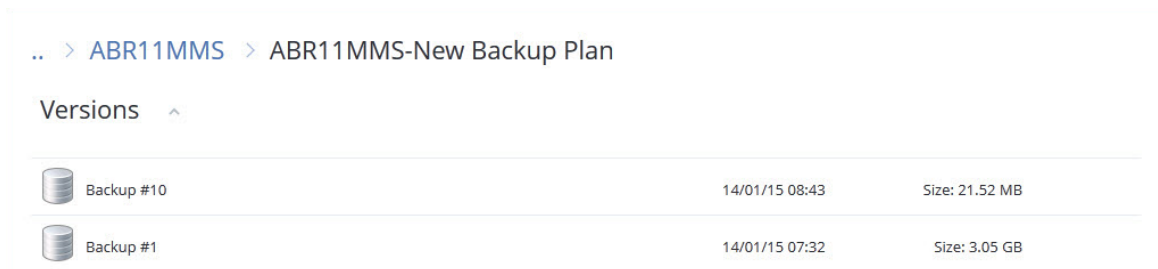 .. > ABR11MMS > ABR11MMS-New Backup Plan
Versions
Backup #10 14/01/15 08:43 Size: 21.52 MB
Backup #1 14/01/15 07:32 Size: 3.05 GB